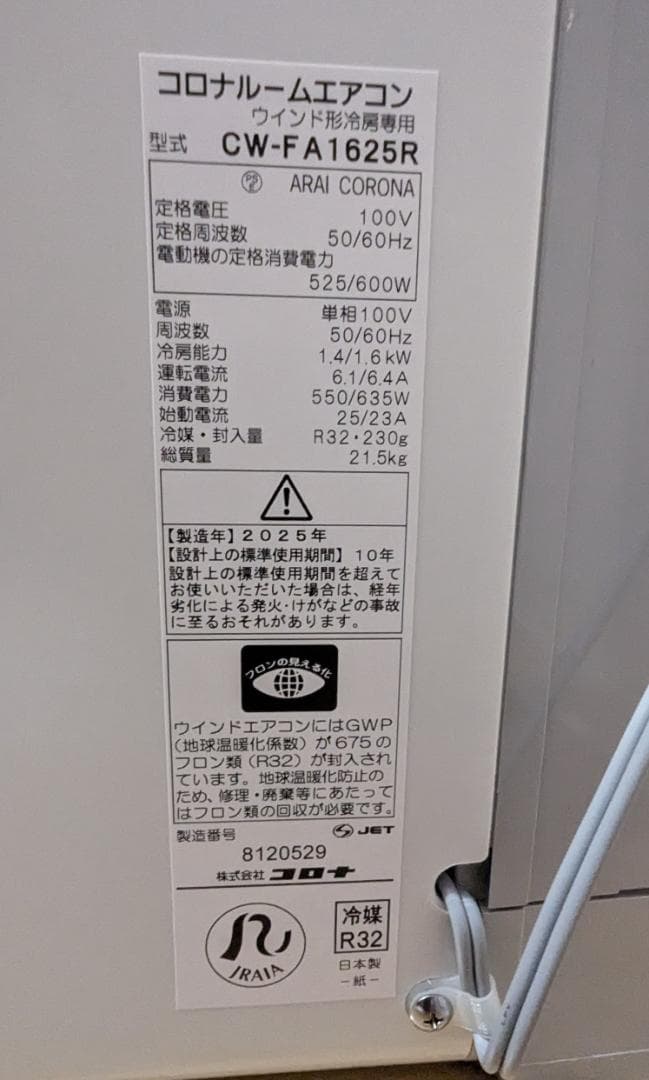 コロナルームエアコン
ウインド形冷房専用
型式 CW-FA1625R
PS E ARAI CORONA
定格電圧 100V
定格周波数 50/60Hz
電動機の定格消費電力
525/600W
電源 単相100V
周波数 50/60Hz
冷房能力 1.4/1.6kW
運転電流 6.1/6.4A
消費電力 550/635W
始動電流 25/23A
冷媒・封入量 R32・230g
総質量 21.5kg
【製造年】2025年
【設計上の標準使用期間】10年
設計上の標準使用期間を超えて
お使いいただいた場合は、経年
劣化による発火・けがなどの事故
に至るおそれがあります。
フロンの見える化
ウインドエアコンにはGWP
(地球温暖化係数)が675の
フロン類(R32)が封入され
ています。地球温暖化防止の
ため、修理・廃棄等にあたって
はフロン類の回収が必要です。
製造番号 JET
8120529
株式会社 コロナ
JRAIA
冷媒
R32
日本製
-紙-